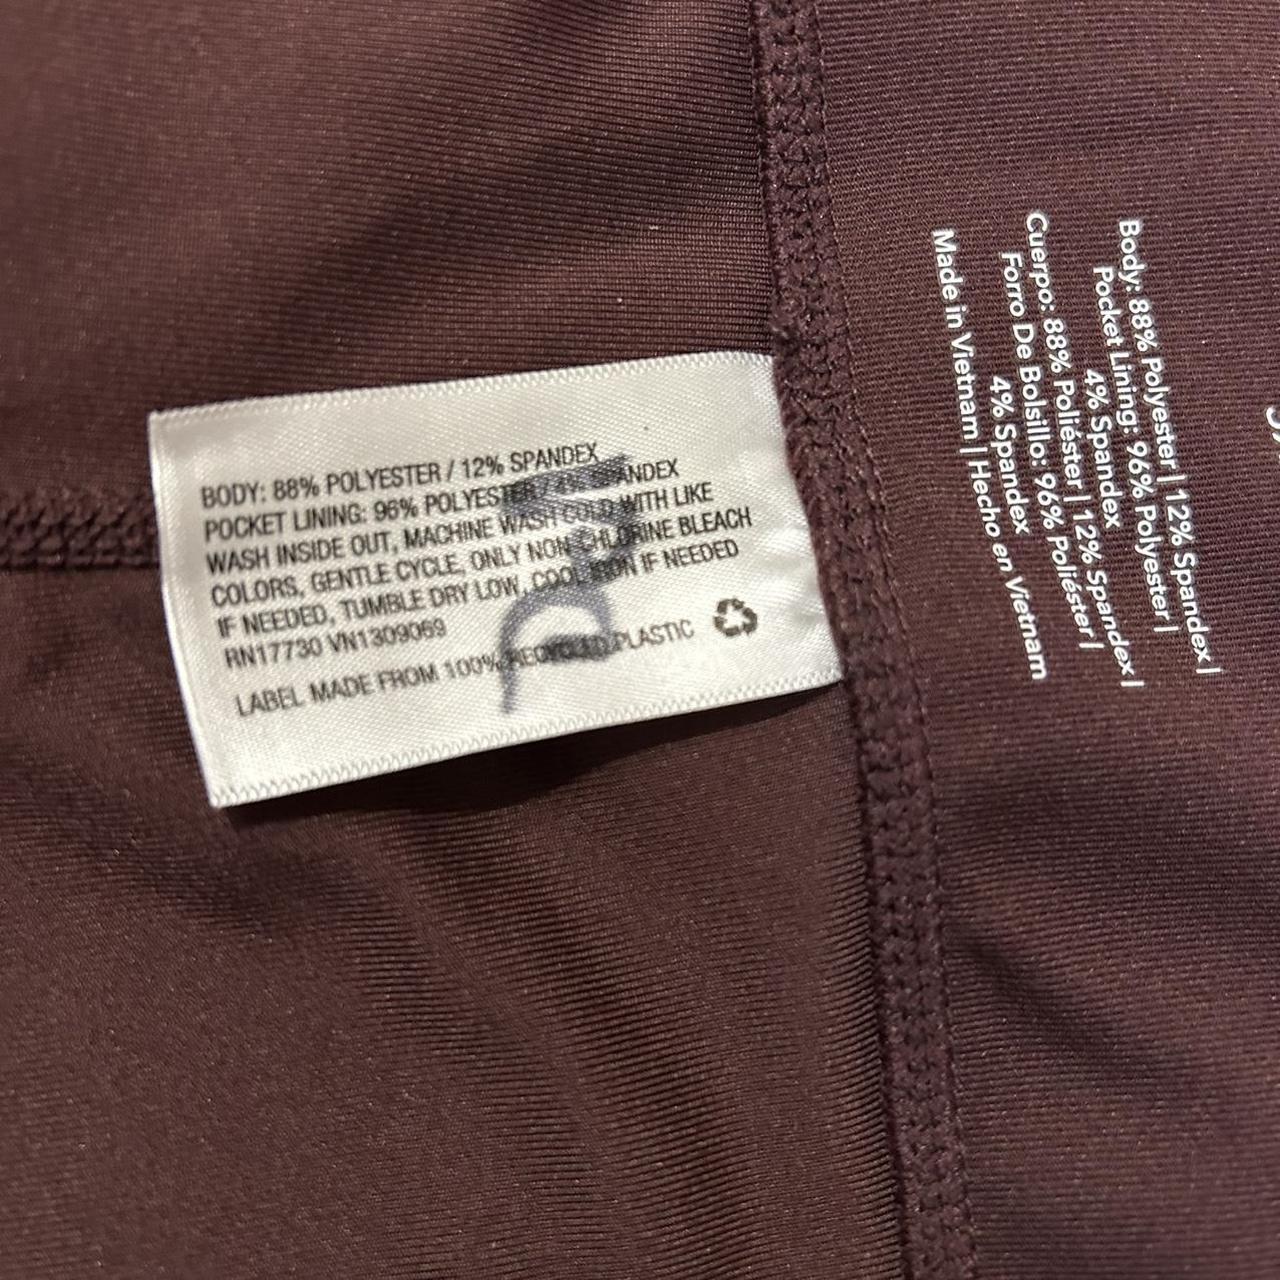 BODY: 88% POLYESTER / 12% SPANDEX
POCKET LINING: 96% POLYESTER / 4% SPANDEX
WASH INSIDE OUT, MACHINE WASH COLD WITH LIKE
COLORS, GENTLE CYCLE, ONLY NON-CHLORINE BLEACH
IF NEEDED, TUMBLE DRY LOW, COOL IRON IF NEEDED
RN17730 VN1309069
LABEL MADE FROM 100% RECYCLED PLASTIC
Body: 88% Polyester | 12% Spandex |
Pocket Lining: 96% Polyester |
4% Spandex
Cuerpo: 88% Poliéster | 12% Spandex |
Forro De Bolsillo: 96% Poliéster |
4% Spandex
Made in Vietnam | Hecho en Vietnam